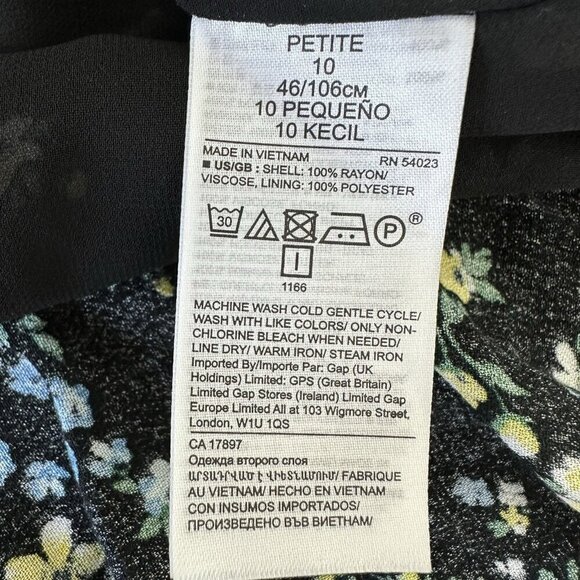 PETITE
10
46/106CM
10 PEQUEÑO
10 KECIL
MADE IN VIETNAM RN 54023
■ US/GB : SHELL: 100% RAYON/
VISCOSE, LINING: 100% POLYESTER
30 P ®
I
1166
MACHINE WASH COLD GENTLE CYCLE/
WASH WITH LIKE COLORS/ ONLY NON-
CHLORINE BLEACH WHEN NEEDED/
LINE DRY/ WARM IRON/ STEAM IRON
Imported By/Importe Par: Gap (UK
Holdings) Limited: GPS (Great Britain)
Limited Gap Stores (Ireland) Limited Gap
Europe Limited All at 103 Wigmore Street,
London, W1U 1QS
CA 17897
Одежда второго слоя
ԱՐՏԱԴՐՎԱԾ Է ՎԻԵՏՆԱՄՈՒՄ/ FABRIQUE
AU VIETNAM/ HECHO EN VIETNAM
CON INSUMOS IMPORTADOS/
ПРОИЗВЕДЕНО ВЪВ ВИЕТНАМ/